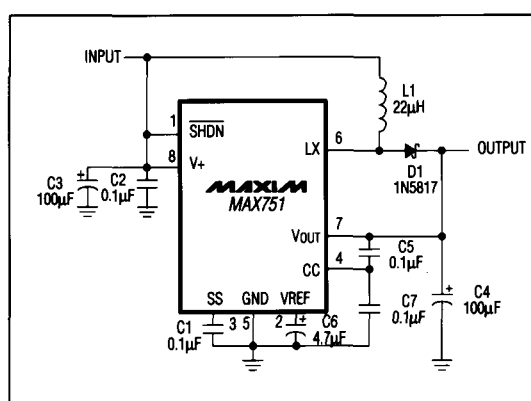 INPUT
L1
22µH
1
SHDN
8
V+
C3
100µF
C2
0.1µF
MAXIM
MAX751
LX
6
D1
1N5817
OUTPUT
VOUT
7
CC
4
C5
0.1µF
C7
0.1µF
C4
100µF
SS GND VREF
3 5 2
C1
0.1µF
C6
4.7µF
+
+
+